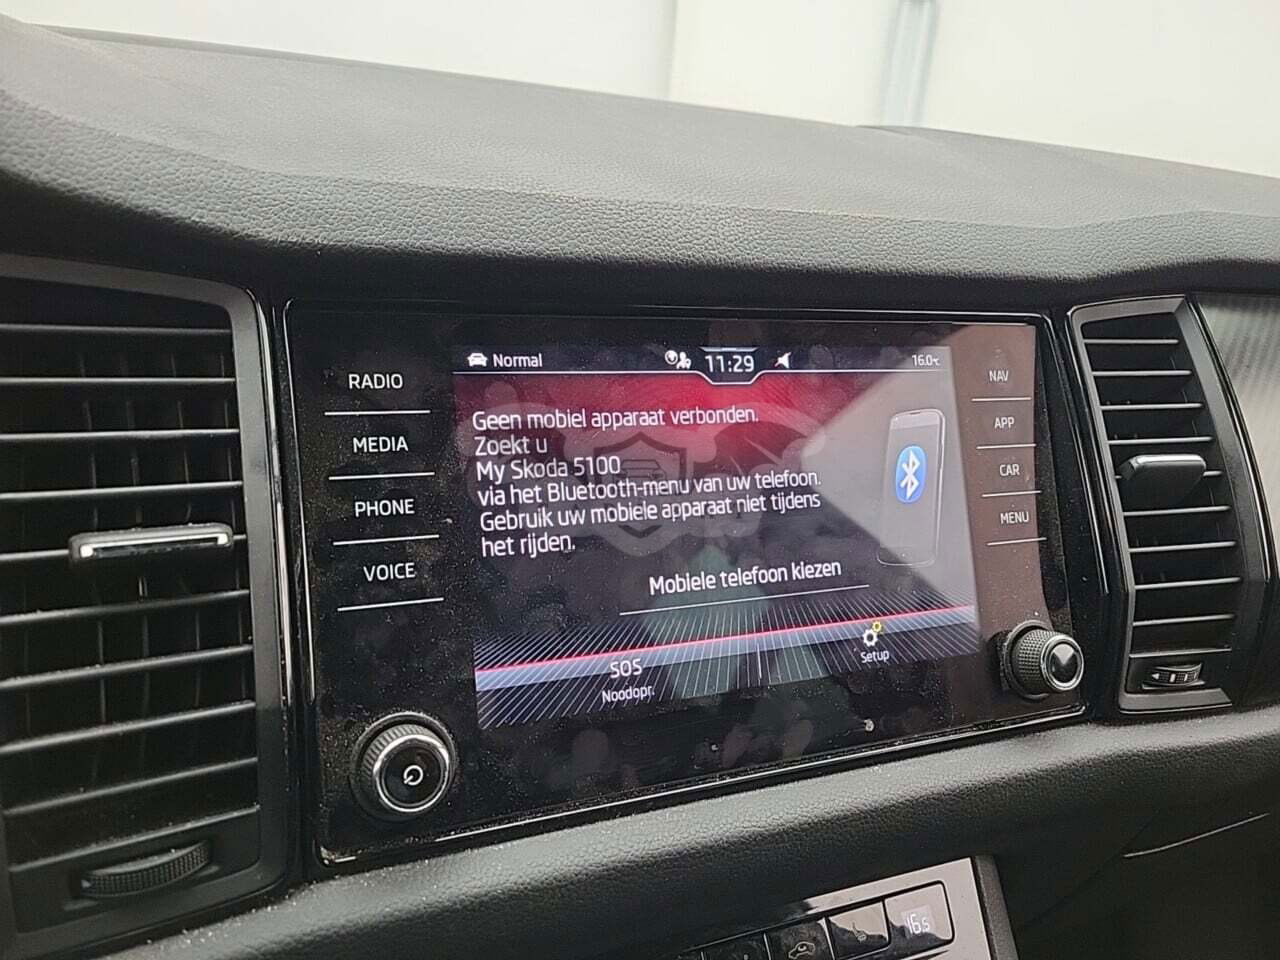 Normal
11:29
16.0°C
RADIO
MEDIA
PHONE
VOICE
Geen mobiel apparaat verbonden.
Zoekt u
My Skoda 5100
via het Bluetooth-menu van uw telefoon.
Gebruik uw mobiele apparaat niet tijdens
het rijden.
Mobiele telefoon kiezen
SOS
Noodopr.
Setup
NAV
APP
CAR
MENU
16.5